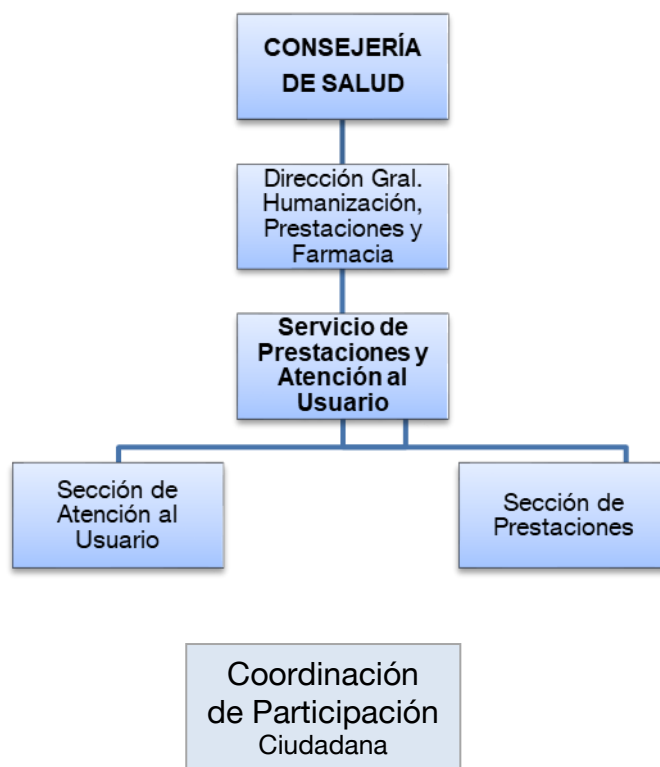 CONSEJERÍA
DE SALUD
Dirección Gral.
Humanización,
Prestaciones y
Farmacia
Servicio de
Prestaciones y
Atención al
Usuario
Sección de
Atención al
Usuario
Sección de
Prestaciones
Coordinación
de Participación
Ciudadana